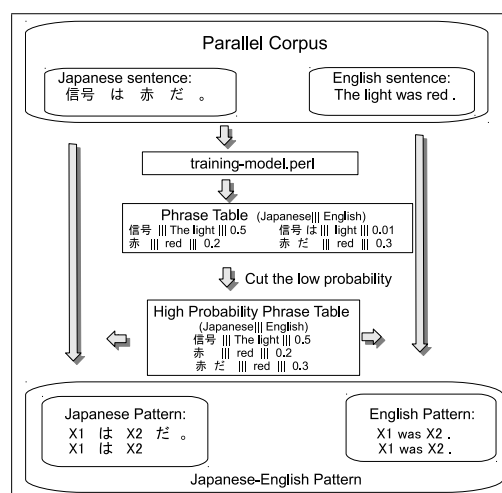 Parallel Corpus
Japanese sentence:
信号 は 赤 だ 。
English sentence:
The light was red .
training-model.perl
Phrase Table (Japanese||| English)
信号 ||| The light ||| 0.5 信号 は ||| light ||| 0.01
赤 ||| red ||| 0.2 赤 だ ||| red ||| 0.3
Cut the low probability
High Probability Phrase Table
(Japanese||| English)
信号 ||| The light ||| 0.5
赤 ||| red ||| 0.2
赤 だ ||| red ||| 0.3
Japanese Pattern:
X1 は X2 だ 。
X1 は X2
English Pattern:
X1 was X2 .
X1 was X2 .
Japanese-English Pattern